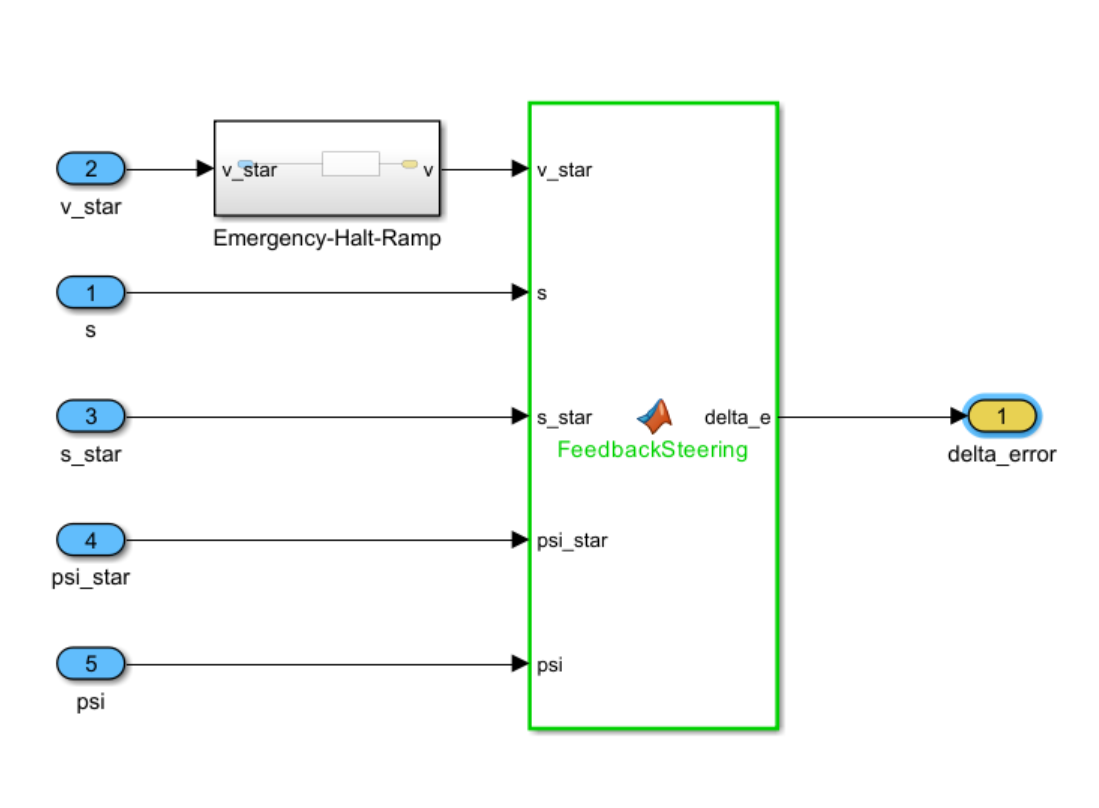 2
v_star
v_star
v
Emergency-Halt-Ramp
v_star
1
s
s
3
s_star
s_star
delta_e
FeedbackSteering
1
delta_error
4
psi_star
psi_star
5
psi
psi